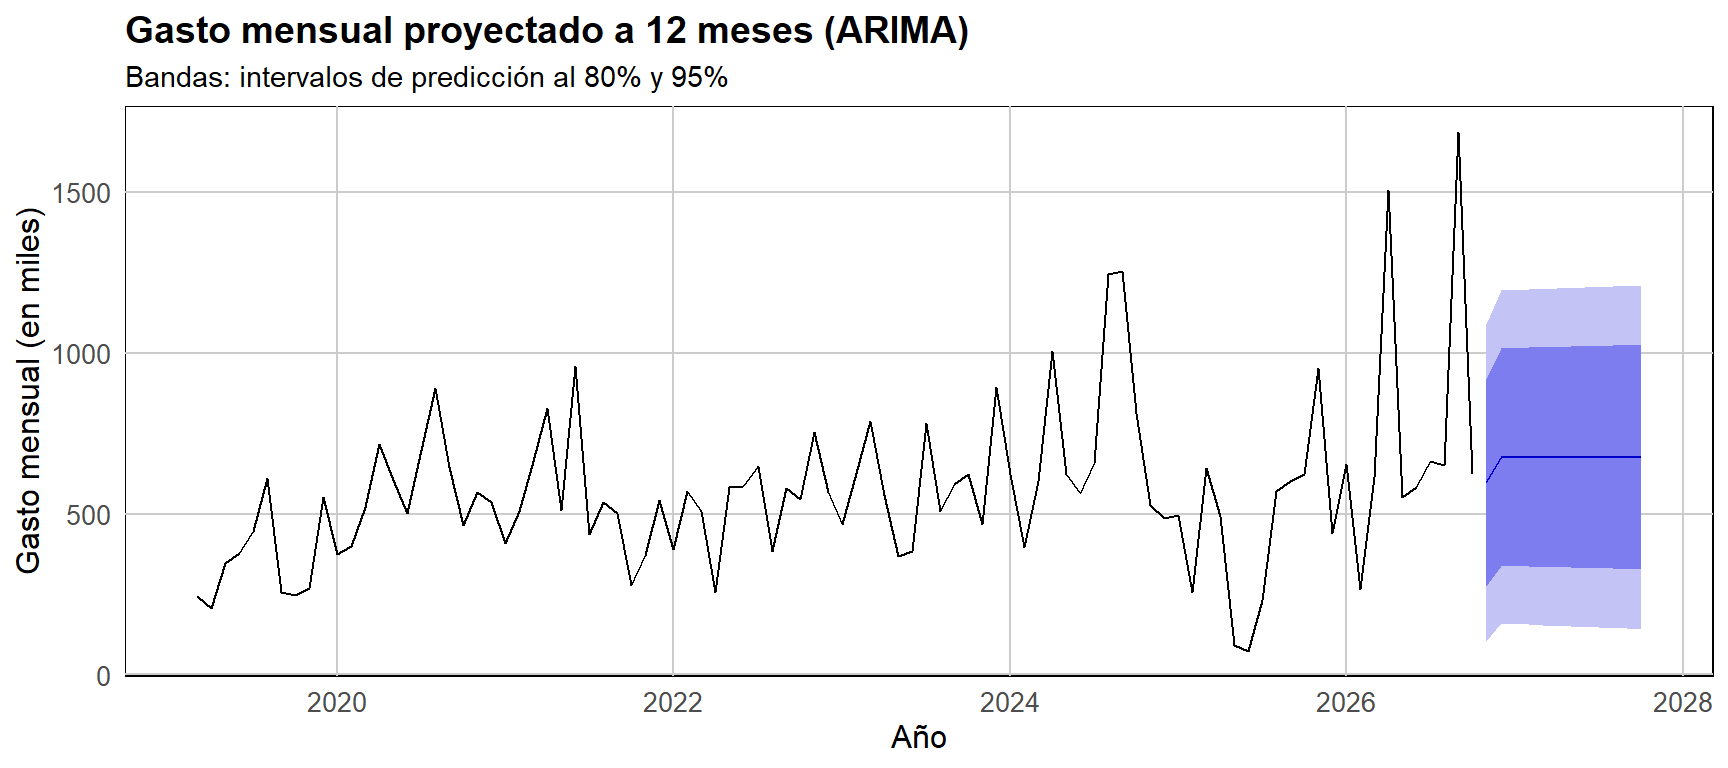 Gasto mensual proyectado a 12 meses (ARIMA)
Bandas: intervalos de predicción al 80% y 95%
Gasto mensual (en miles)
1500
1000
500
0
2020
2022
2024
2026
2028
Año